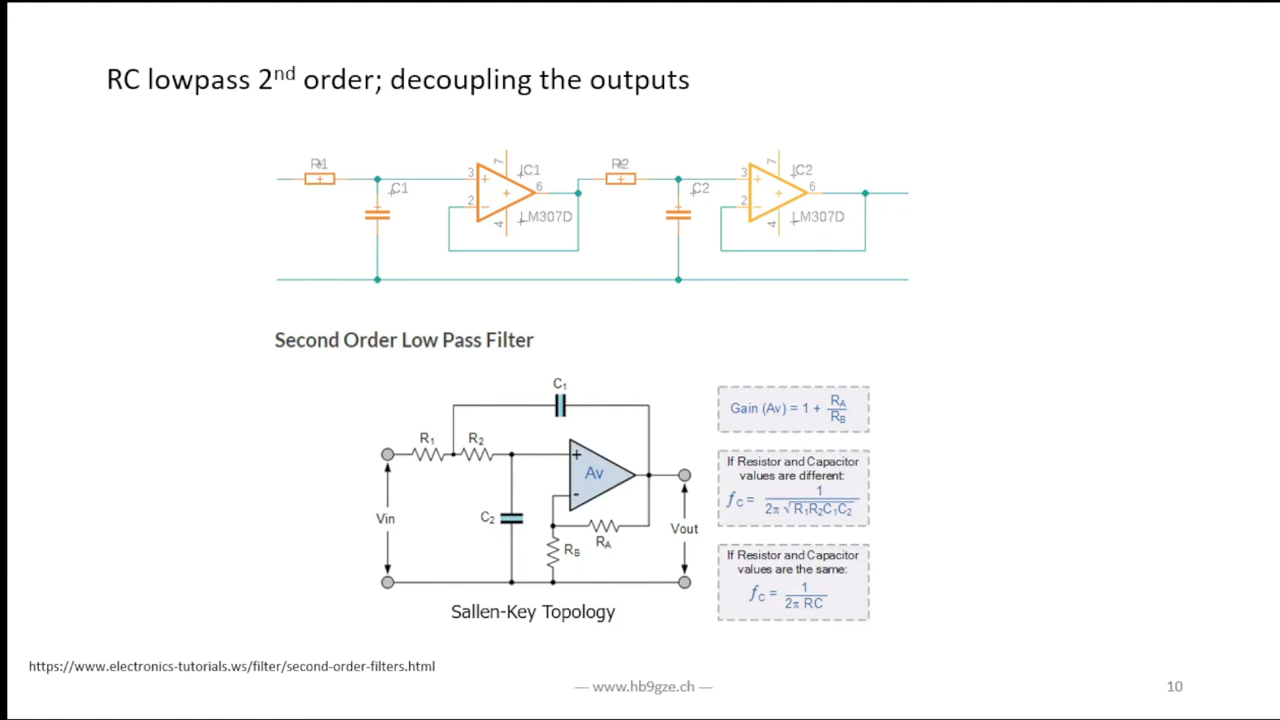 RC lowpass 2nd order; decoupling the outputs
R1
C1
3
2
7
4
6
IC1
LM307D
R2
C2
3
2
7
4
6
IC2
LM307D
Second Order Low Pass Filter
C1
R1
R2
Av
+
-
C2
Vin
RB
RA
Vout
Sallen-Key Topology
Gain (Av) = 1 + RA/RB
If Resistor and Capacitor
values are different:
fC = 1/2π √R1R2C1C2
If Resistor and Capacitor
values are the same:
fC = 1/2π RC
https://www.electronics-tutorials.ws/filter/second-order-filters.html
— www.hb9gze.ch —
10